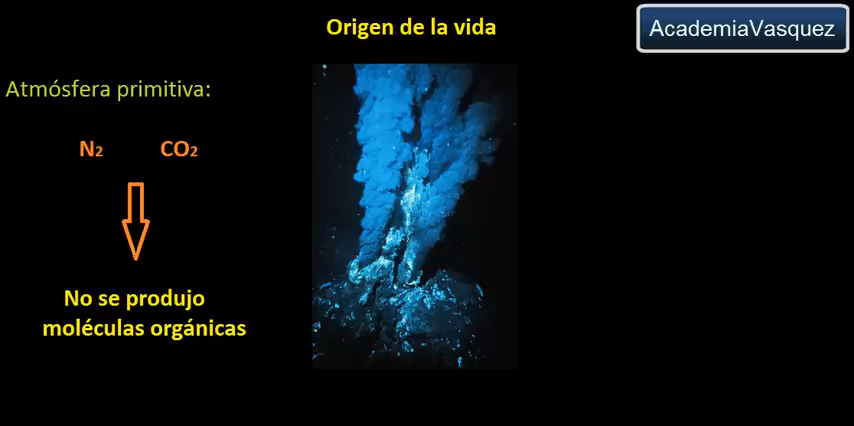 Origen de la vida
AcademiaVasquez
Atmósfera primitiva:
N₂ CO₂
No se produjo
moléculas orgánicas